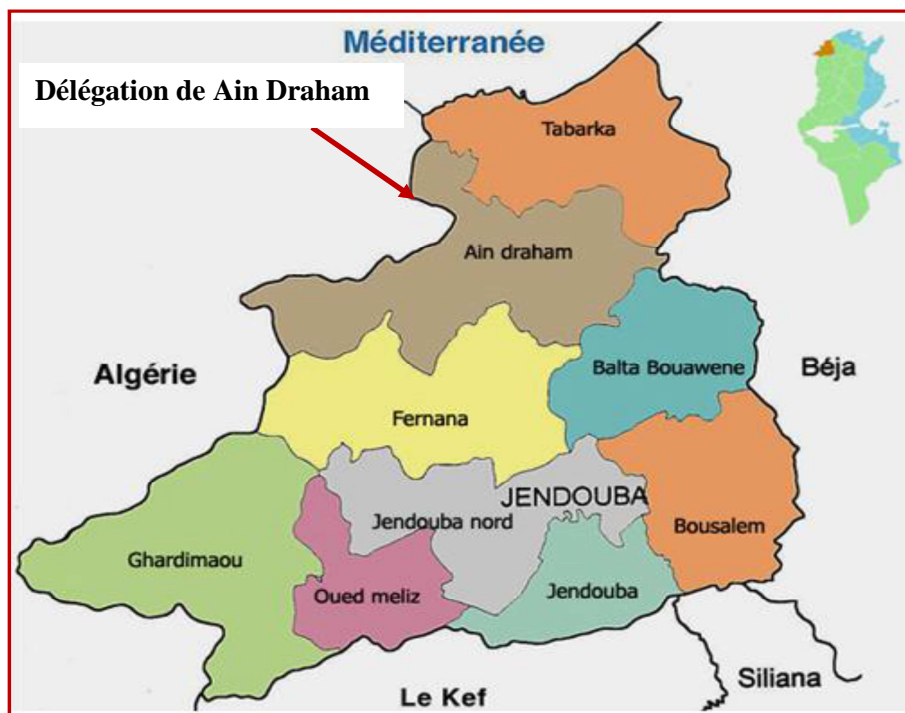 Méditerranée
Délégation de Ain Draham
Tabarka
Ain draham
Algérie
Balta Bouawene
Béja
Fernana
JENDOUBA
Jendouba nord
Bousalem
Ghardimaou
Oued meliz
Jendouba
Siliana
Le Kef